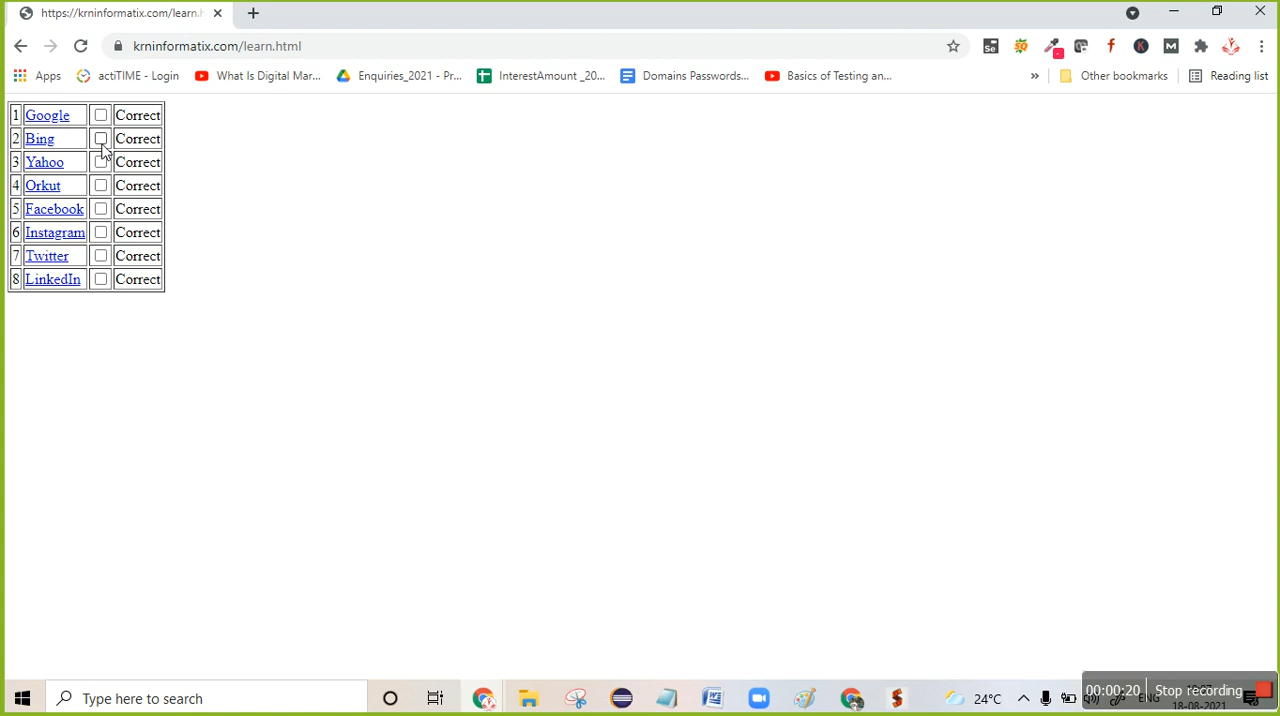 https://krninformatix.com/learn.h
krninformatix.com/learn.html
Apps actiTIME - Login What Is Digital Mar... Enquiries_2021 - Pr... InterestAmount _20... Domains Passwords... Basics of Testing an... » Other bookmarks Reading list
1 Google Correct
2 Bing Correct
3 Yahoo Correct
4 Orkut Correct
5 Facebook Correct
6 Instagram Correct
7 Twitter Correct
8 LinkedIn Correct
Type here to search 24°C ENG 18-08-2021
00:00:20 Stop recording